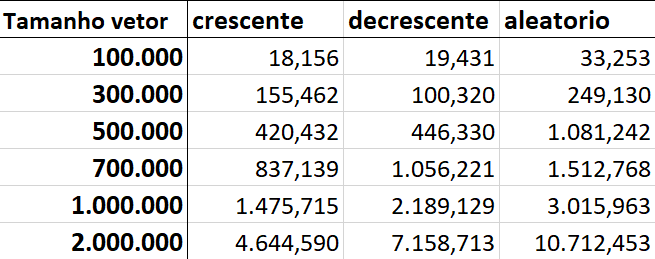 Tamanho vetor crescente decrescente aleatorio
100.000 18,156 19,431 33,253
300.000 155,462 100,320 249,130
500.000 420,432 446,330 1.081,242
700.000 837,139 1.056,221 1.512,768
1.000.000 1.475,715 2.189,129 3.015,963
2.000.000 4.644,590 7.158,713 10.712,453